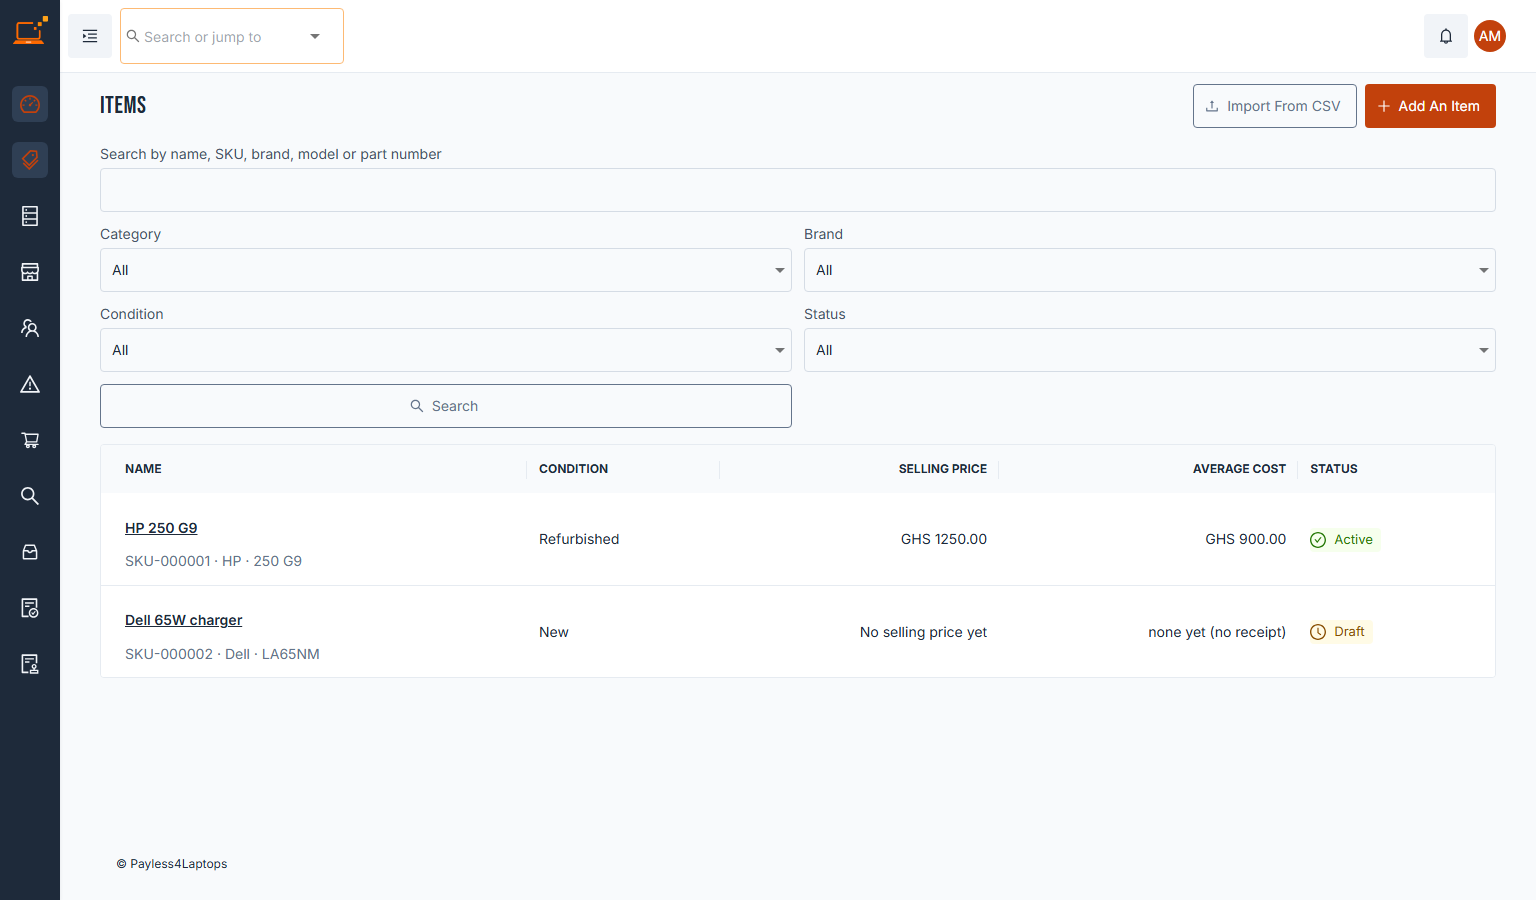 Search or jump to
AM
ITEMS
Import From CSV
Add An Item
Search by name, SKU, brand, model or part number
Category
Brand
All
All
Condition
Status
All
All
Search
NAME CONDITION SELLING PRICE AVERAGE COST STATUS
HP 250 G9
SKU-000001 · HP · 250 G9
Refurbished
GHS 1250.00
GHS 900.00
Active
Dell 65W charger
SKU-000002 · Dell · LA65NM
New
No selling price yet
none yet (no receipt)
Draft
© Payless4Laptops